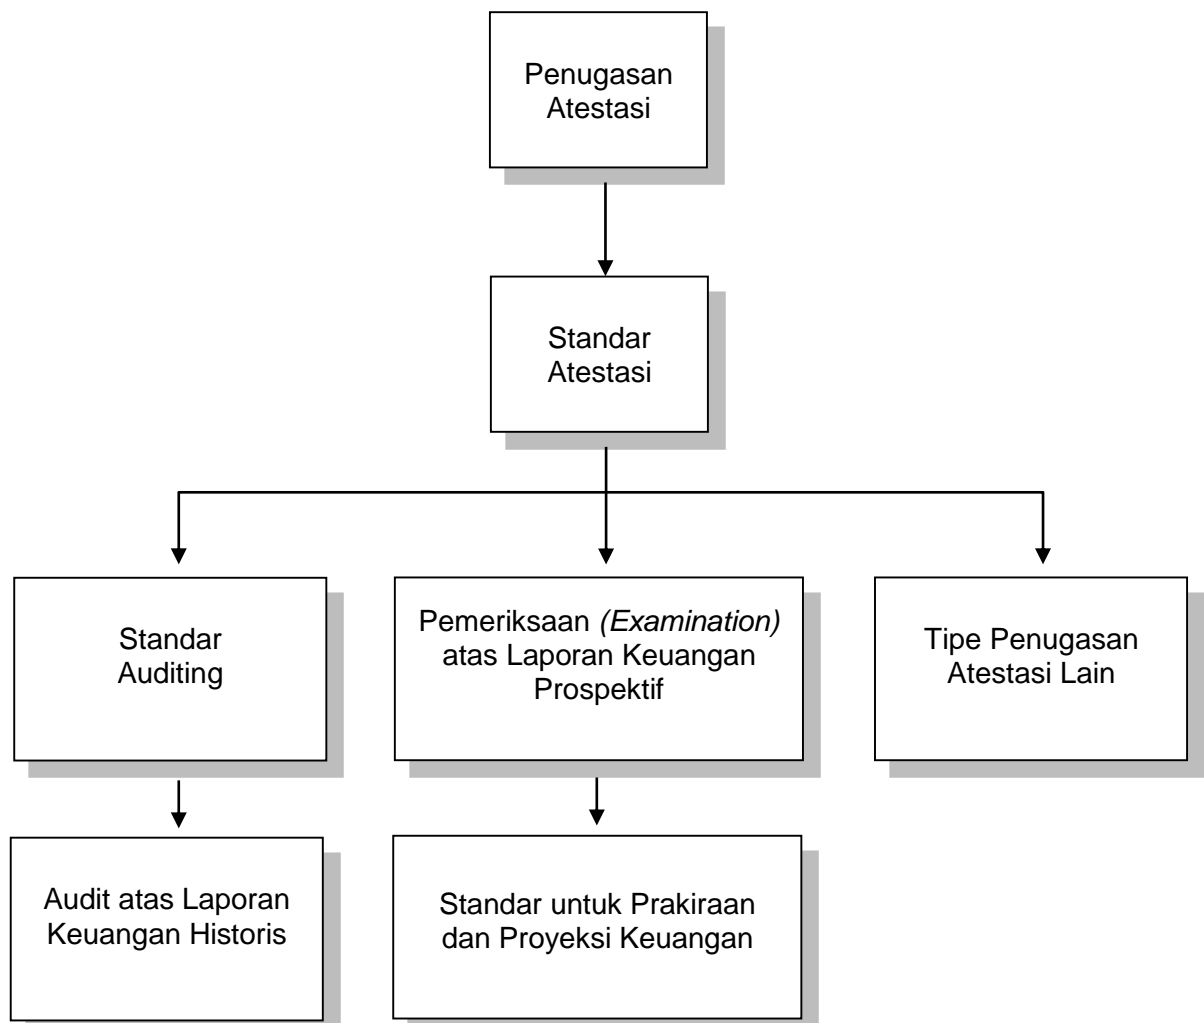 Penugasan
Atestasi
Standar
Atestasi
Standar
Auditing
Pemeriksaan (Examination)
atas Laporan Keuangan
Prospektif
Tipe Penugasan
Atestasi Lain
Audit atas Laporan
Keuangan Historis
Standar untuk Prakiraan
dan Proyeksi Keuangan